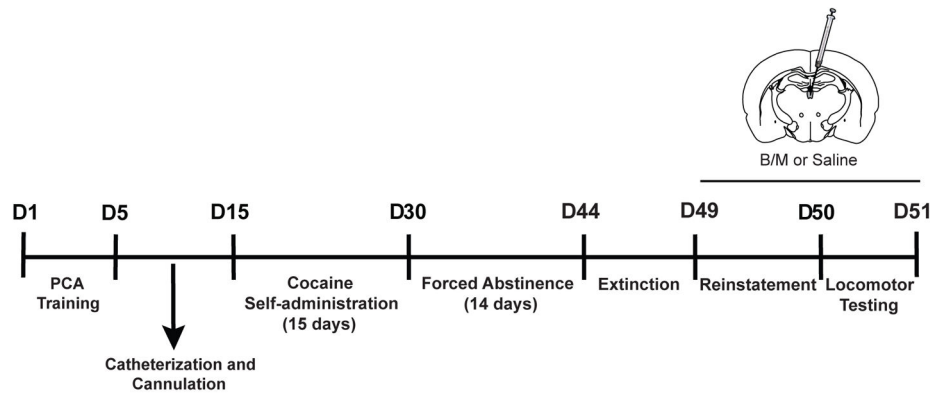 B/M or Saline
D1 D5 D15 D30 D44 D49 D50 D51
PCA
Training
Cocaine
Self-administration
(15 days)
Forced Abstinence
(14 days)
Extinction
Reinstatement
Locomotor
Testing
Catheterization and
Cannulation